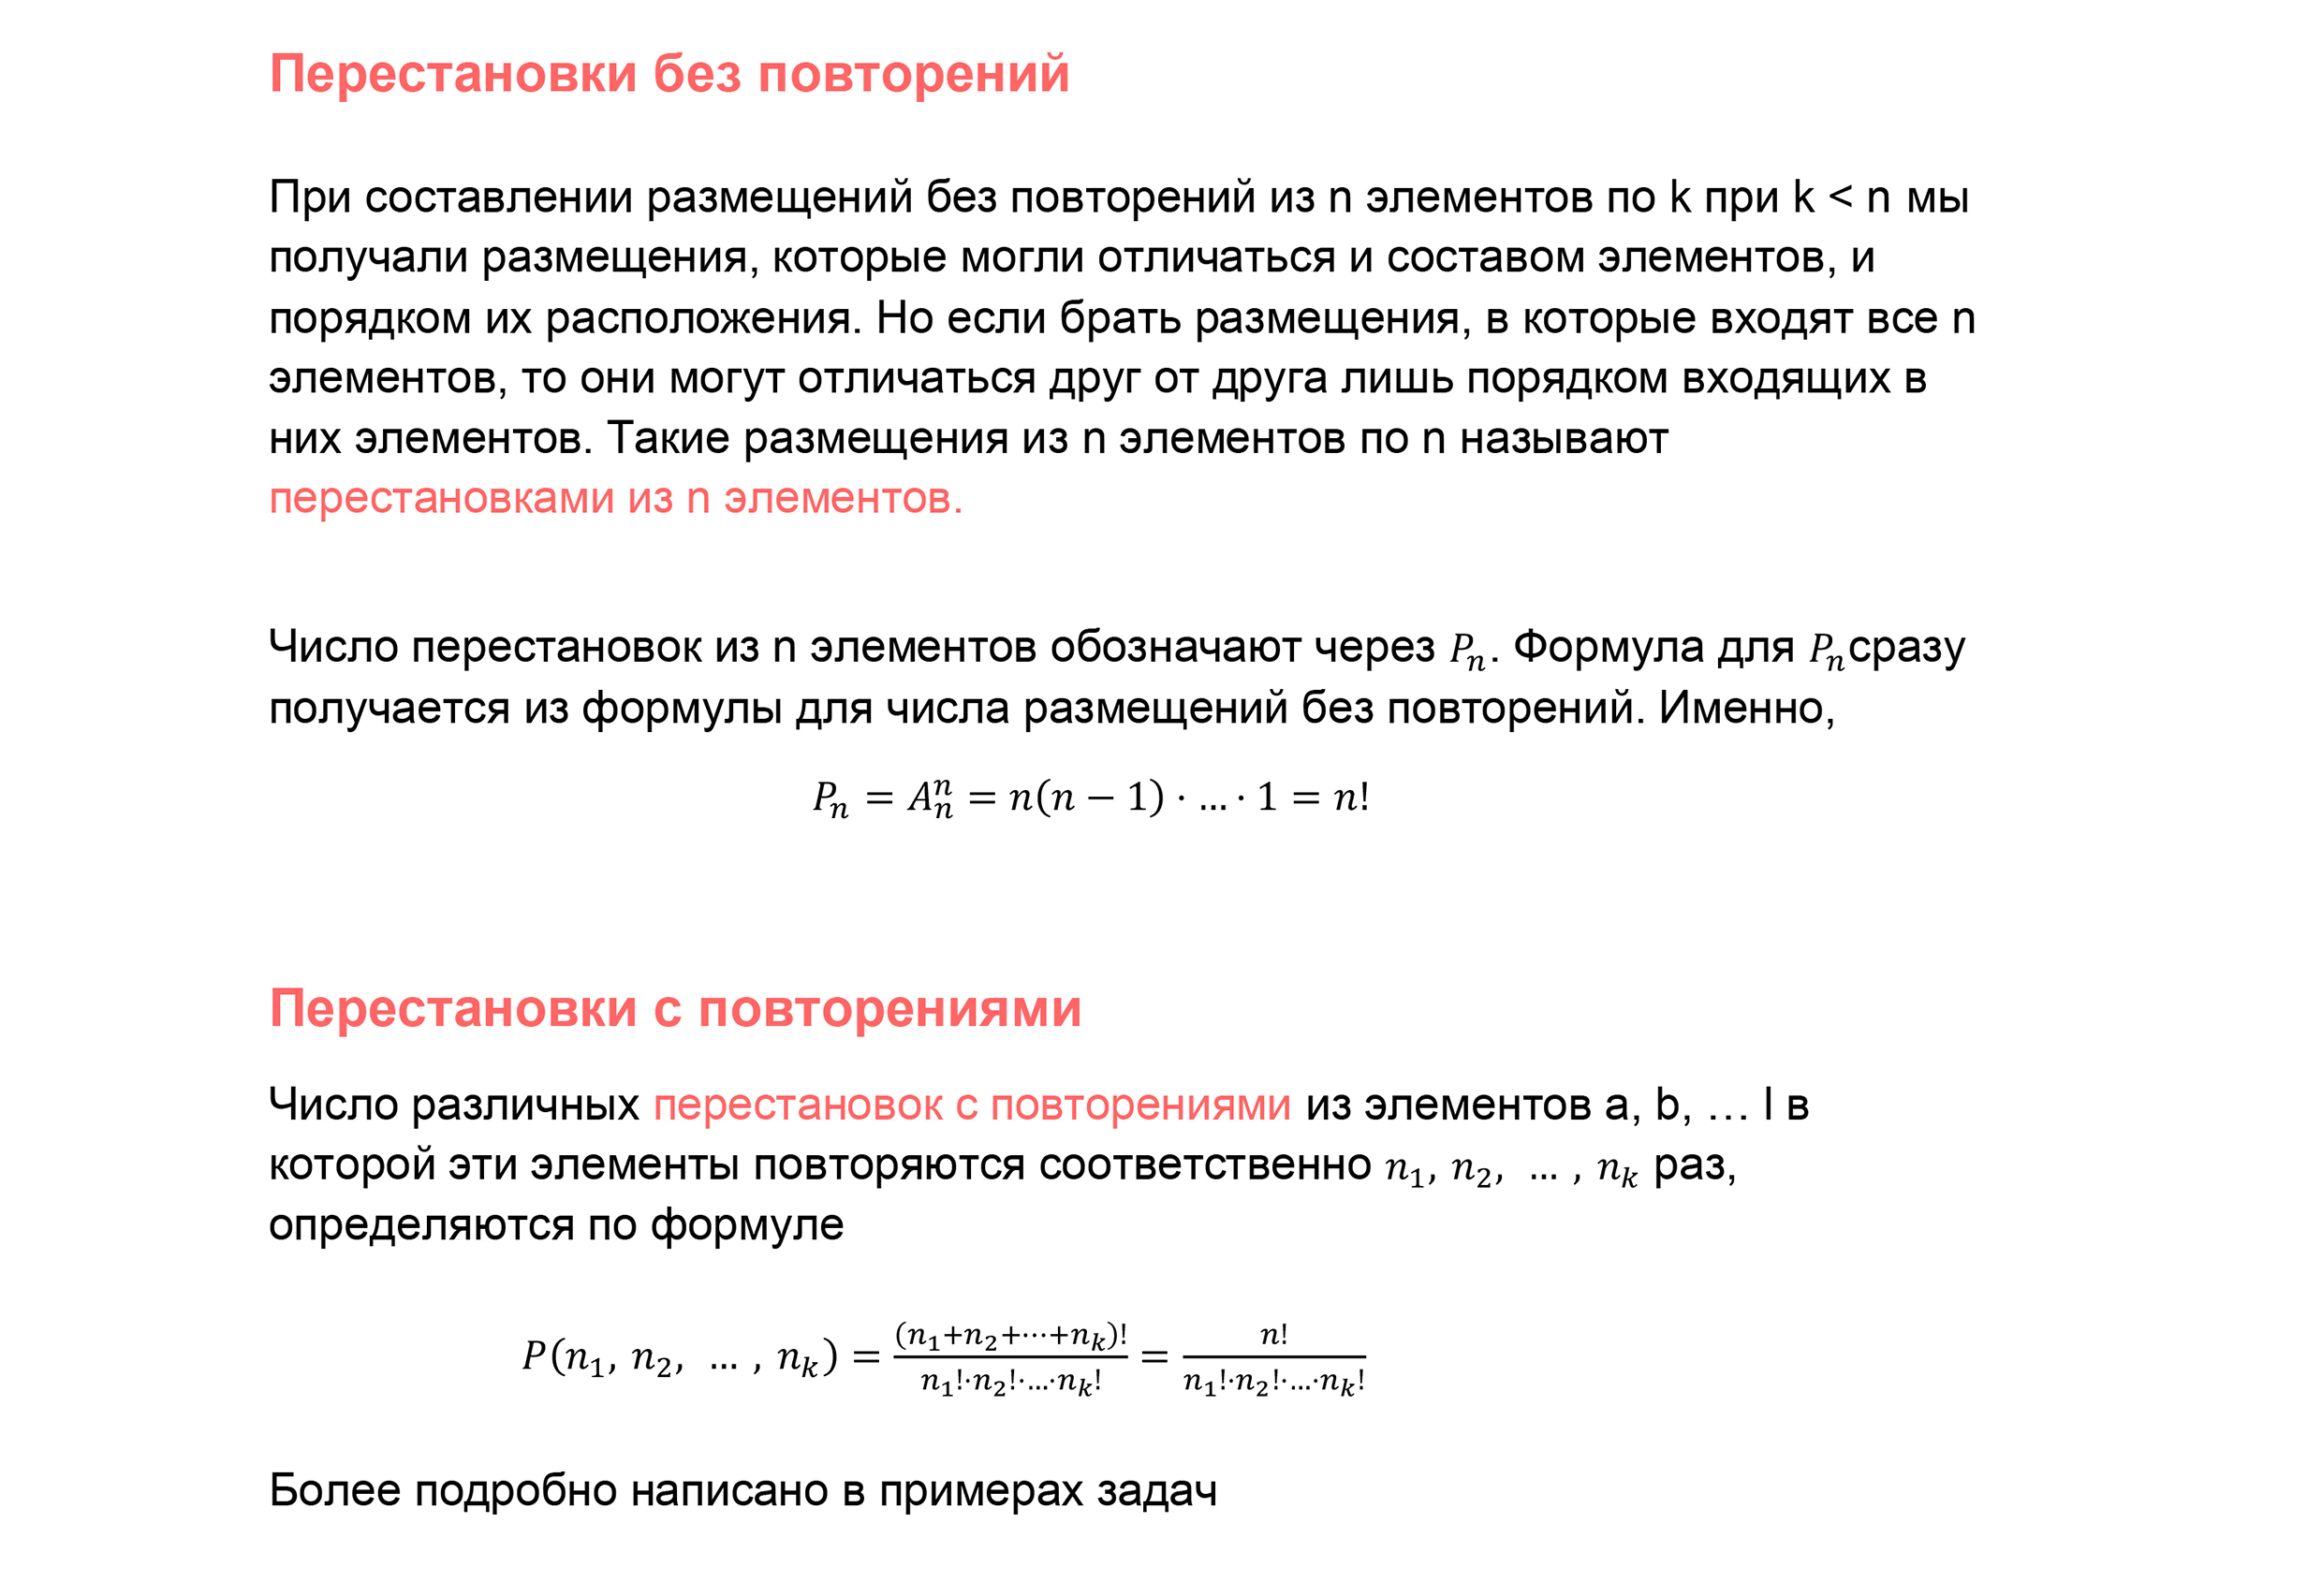 Перестановки без повторений
При составлении размещений без повторений из n элементов по k при k < n мы
получали размещения, которые могли отличаться и составом элементов, и
порядком их расположения. Но если брать размещения, в которые входят все n
элементов, то они могут отличаться друг от друга лишь порядком входящих в
них элементов. Такие размещения из n элементов по n называют
перестановками из n элементов.
Число перестановок из n элементов обозначают через $P_n$. Формула для $P_n$сразу
получается из формулы для числа размещений без повторений. Именно,
$P_n = A_n^n = n(n - 1) \cdot \ldots \cdot 1 = n!$
Перестановки с повторениями
Число различных перестановок с повторениями из элементов a, b, … l в
которой эти элементы повторяются соответственно $n_1, n_2, \ldots , n_k$ раз,
определяются по формуле
$P(n_1, n_2, \ldots , n_k) = \frac{(n_1+n_2+\cdots+n_k)!}{n_1! \cdot n_2! \cdot \ldots \cdot n_k!} = \frac{n!}{n_1! \cdot n_2! \cdot \ldots \cdot n_k!}$
Более подробно написано в примерах задач